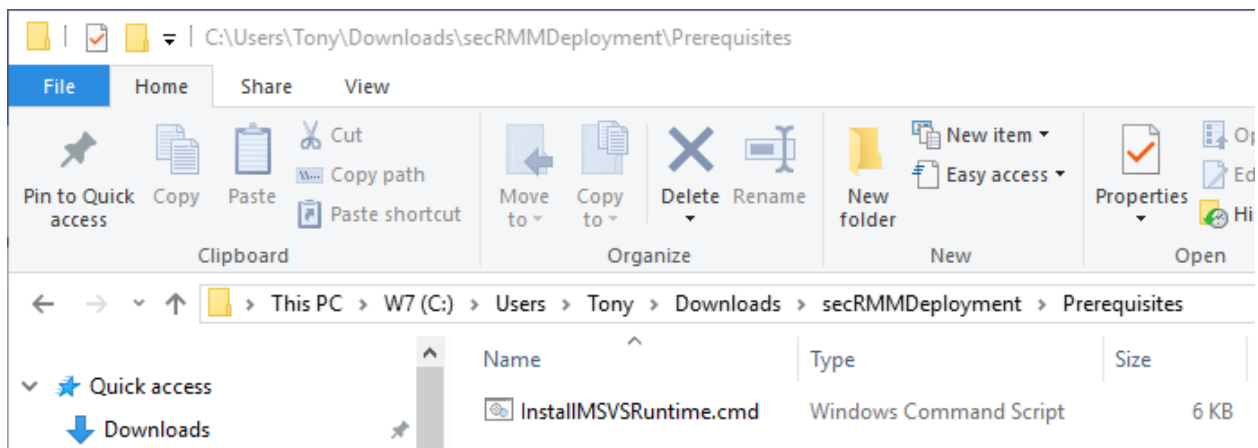 C:\Users\Tony\Downloads\secRMMDeployment\Prerequisites
File Home Share View
Pin to Quick access
Copy
Paste
Cut
Copy path
Paste shortcut
Clipboard
Move to
Copy to
Delete
Rename
Organize
New folder
New item
Easy access
New
Properties
Open
This PC > W7 (C:) > Users > Tony > Downloads > secRMMDeployment > Prerequisites
Name Type Size
Quick access
Downloads
InstallMSVSRuntime.cmd Windows Command Script 6 KB